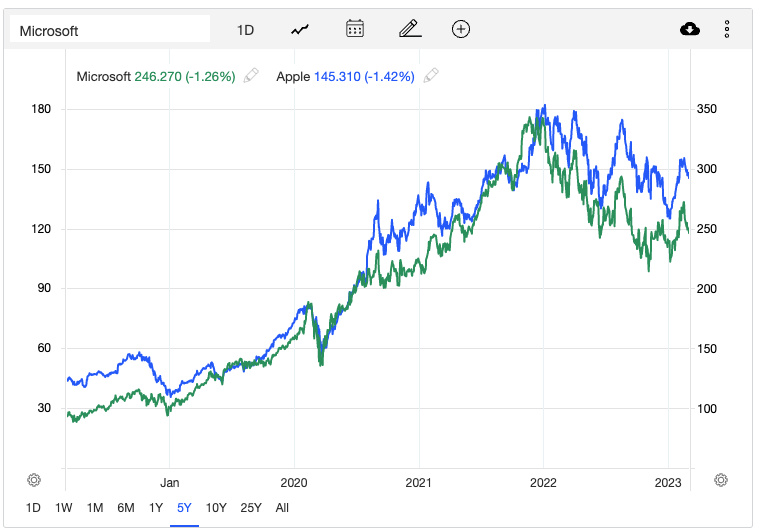 Microsoft 1D
Microsoft 246.270 (-1.26%) Apple 145.310 (-1.42%)
180 350
150 300
120 250
90 200
60 150
30 100
Jan 2020 2021 2022 2023
1D 1W 1M 6M 1Y 5Y 10Y 25Y All